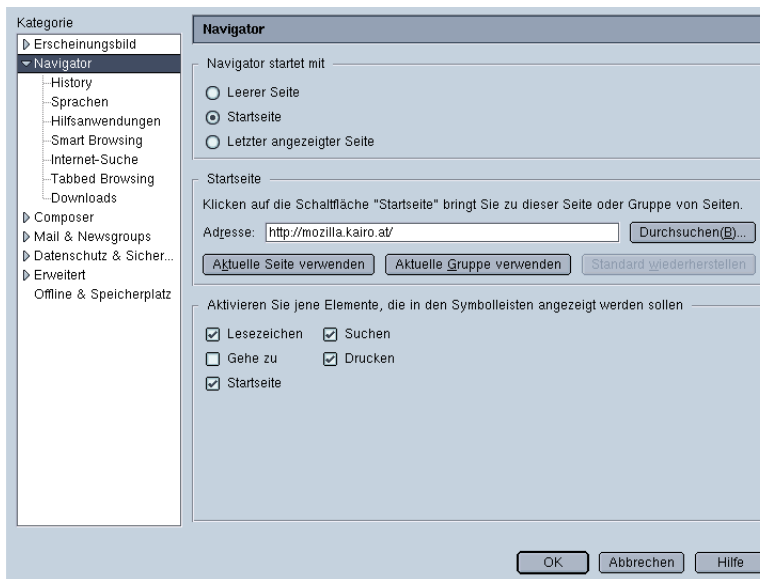 Kategorie
Erscheinungsbild
Navigator
History
Sprachen
Hilfsanwendungen
Smart Browsing
Internet-Suche
Tabbed Browsing
Downloads
Composer
Mail & Newsgroups
Datenschutz & Sicher...
Erweitert
Offline & Speicherplatz
Navigator
Navigator startet mit
Leerer Seite
Startseite
Letzter angezeigter Seite
Startseite
Klicken auf die Schaltfläche "Startseite" bringt Sie zu dieser Seite oder Gruppe von Seiten.
Adresse: http://mozilla.kairo.at/ Durchsuchen(B)...
Aktuelle Seite verwenden Aktuelle Gruppe verwenden Standard wiederherstellen
Aktivieren Sie jene Elemente, die in den Symbolleisten angezeigt werden sollen
Lesezeichen Suchen
Gehe zu Drucken
Startseite
OK Abbrechen Hilfe